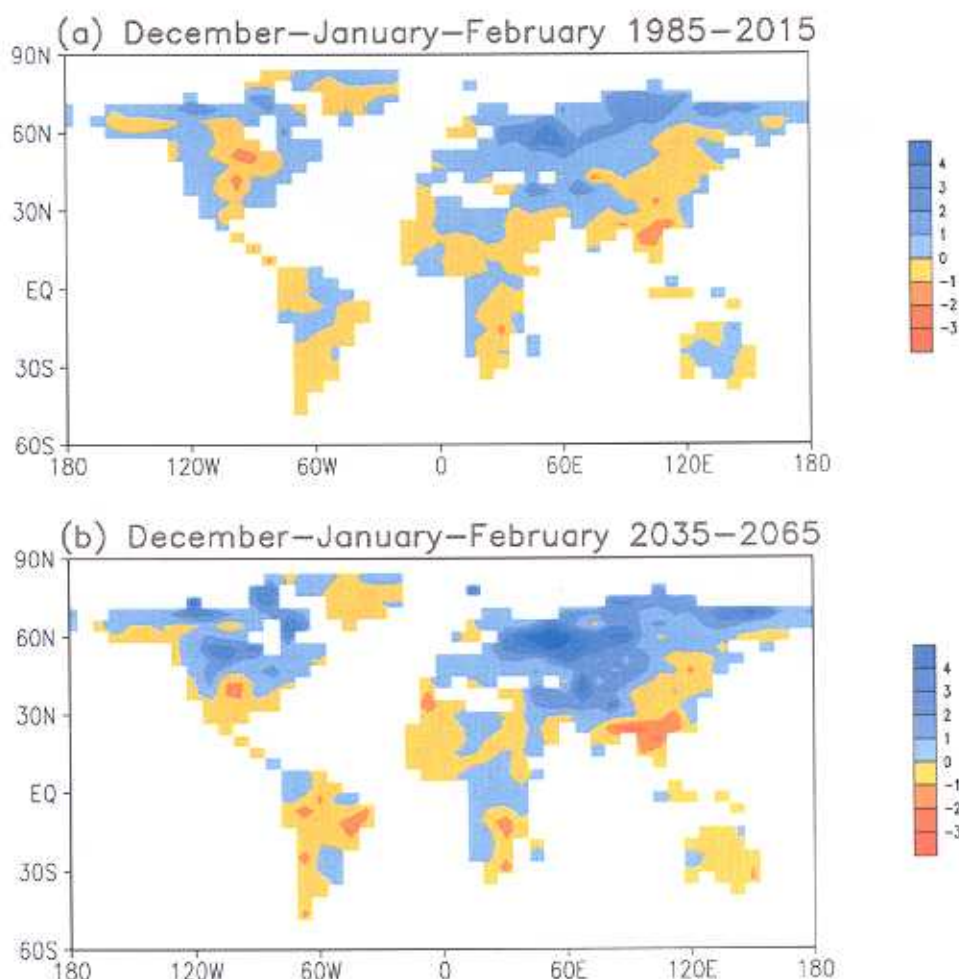 (a) December-January-February 1985-2015
90N
60N
30N
EQ
30S
60S
180 120W 60W 0 60E 120E 180
4
3
2
1
0
-1
-2
-3
(b) December-January-February 2035-2065
90N
60N
30N
EQ
30S
60S
180 120W 60W 0 60E 120E 180
4
3
2
1
0
-1
-2
-3